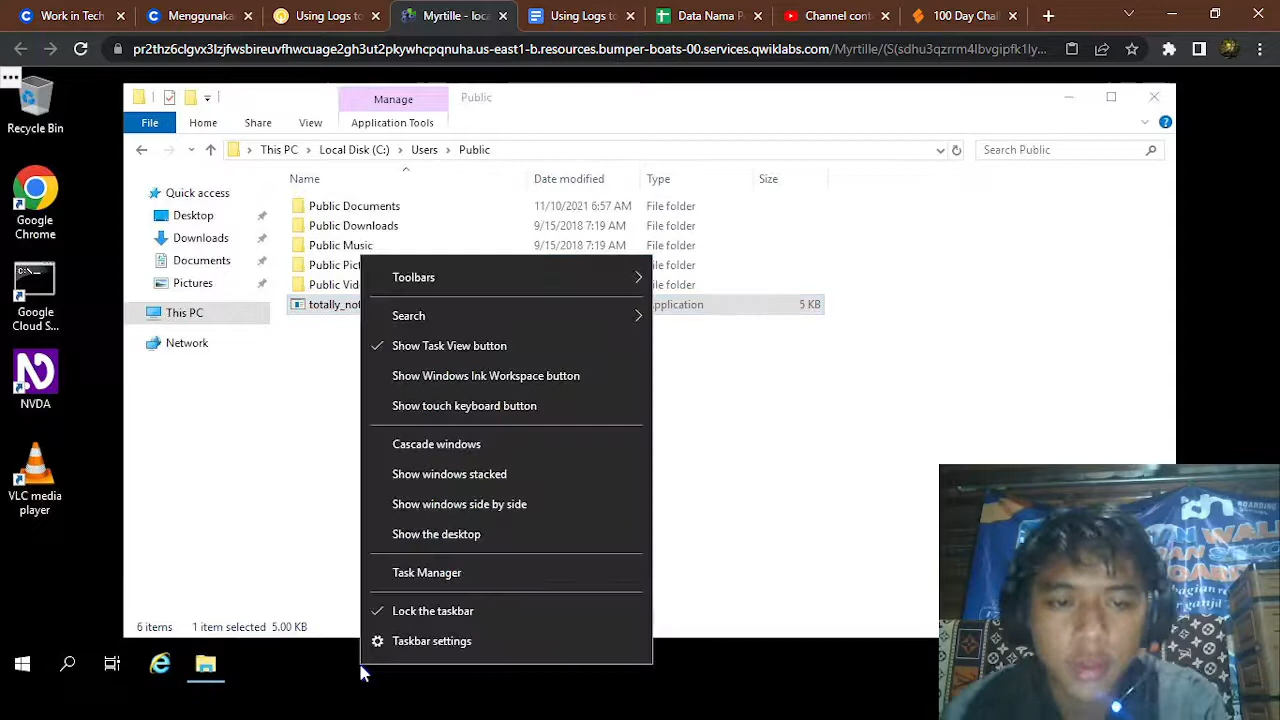 Work in Tech
Menggunaka
Using Logs to
Myrtille - loca
Using Logs to
Data Nama P
Channel cont
100 Day Chall
pr2thz6clgvx3lzjfwsbireuvfhwcuage2gh3ut2pkywhcpqnuha.us-east1-b.resources.bumper-boats-00.services.qwiklabs.com/Myrtille/(S(sdhu3qzrrm4lbvgipfk1ly...
Manage
Public
File Home Share View Application Tools
This PC > Local Disk (C:) > Users > Public
Search Public
Name Date modified Type Size
Quick access
Desktop
Downloads
Documents
Pictures
This PC
Network
Public Documents 11/10/2021 6:57 AM File folder
Public Downloads 9/15/2018 7:19 AM File folder
Public Music 9/15/2018 7:19 AM File folder
Public Pic file folder
Public Vid file folder
totally_not application 5 KB
Toolbars
Search
Show Task View button
Show Windows Ink Workspace button
Show touch keyboard button
Cascade windows
Show windows stacked
Show windows side by side
Show the desktop
Task Manager
Lock the taskbar
Taskbar settings
6 items 1 item selected 5.00 KB
Recycle Bin
Google
Chrome
Google
Cloud S...
NVDA
VLC media
player